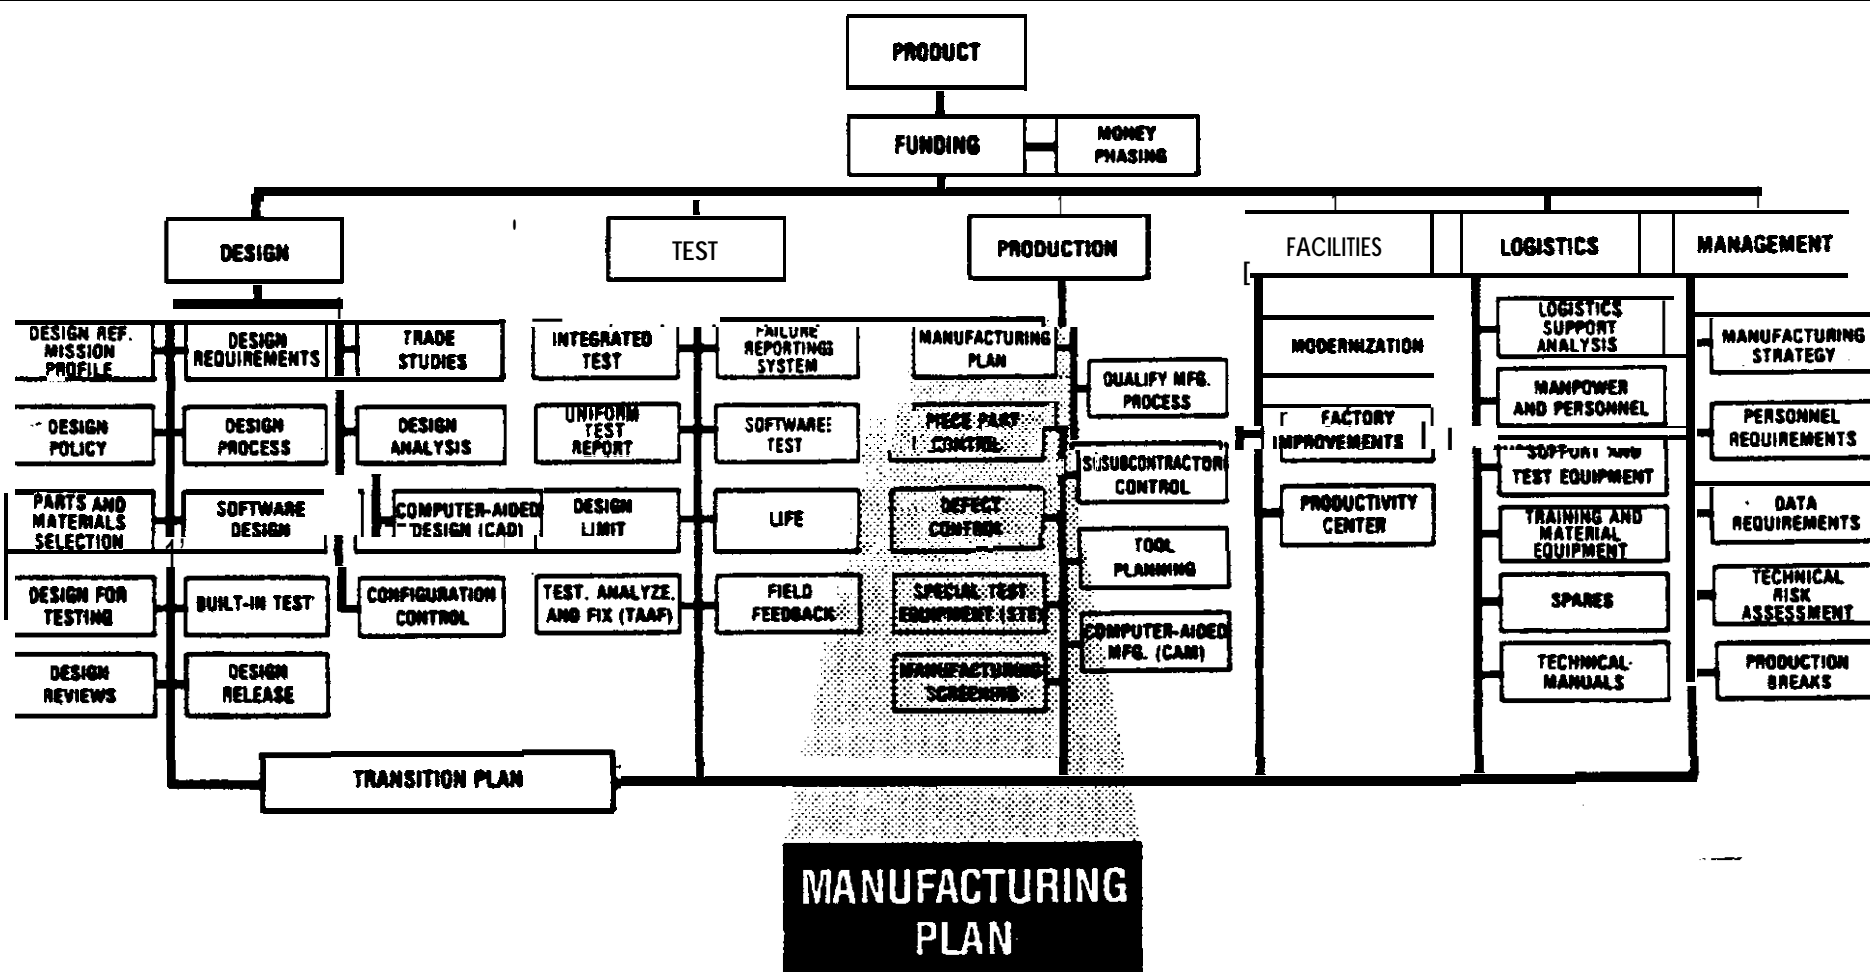 PRODUCT
FUNDING
MONEY
PHASING
DESIGN
TEST
PRODUCTION
FACILITIES
LOGISTICS
MANAGEMENT
DESIGN REF.
MISSION
PROFILE
DESIGN
REQUIREMENTS
TRADE
STUDIES
DESIGN
POLICY
DESIGN
PROCESS
DESIGN
ANALYSIS
PARTS AND
MATERIALS
SELECTION
SOFTWARE
DESIGN
COMPUTER-AIDED
DESIGN (CAD)
DESIGN FOR
TESTING
BUILT-IN TEST
CONFIGURATION
CONTROL
DESIGN
REVIEWS
DESIGN
RELEASE
INTEGRATED
TEST
FAILURE
REPORTINGS
SYSTEM
UNIFORM
TEST
REPORT
SOFTWARE
TEST
DESIGN
LIMIT
LIFE
TEST. ANALYZE.
AND FIX (TAAF)
FIELD
FEEDBACK
MANUFACTURING
PLAN
QUALIFY MFG.
PROCESS
PIECE PART
CONTROL
SUSUBCONTRACTOR
CONTROL
DEFECT
CONTROL
TOOL
PLANNING
SPECIAL TEST
EQUIPMENT (STE)
COMPUTER-AIDED
MFG. (CAM)
MANUFACTURING
SCREENING
MODERNIZATION
FACTORY
IMPROVEMENTS
PRODUCTIVITY
CENTER
LOGISTICS
SUPPORT
ANALYSIS
MANPOWER
AND PERSONNEL
SUPPORT AND
TEST EQUIPMENT
TRAINING AND
MATERIAL
EQUIPMENT
SPARES
TECHNICAL-
MANUALS
MANUFACTURING
STRATEGY
PERSONNEL
REQUIREMENTS
DATA
REQUIREMENTS
TECHNICAL
RISK
ASSESSMENT
PRODUCTION
BREAKS
TRANSITION PLAN
MANUFACTURING
PLAN